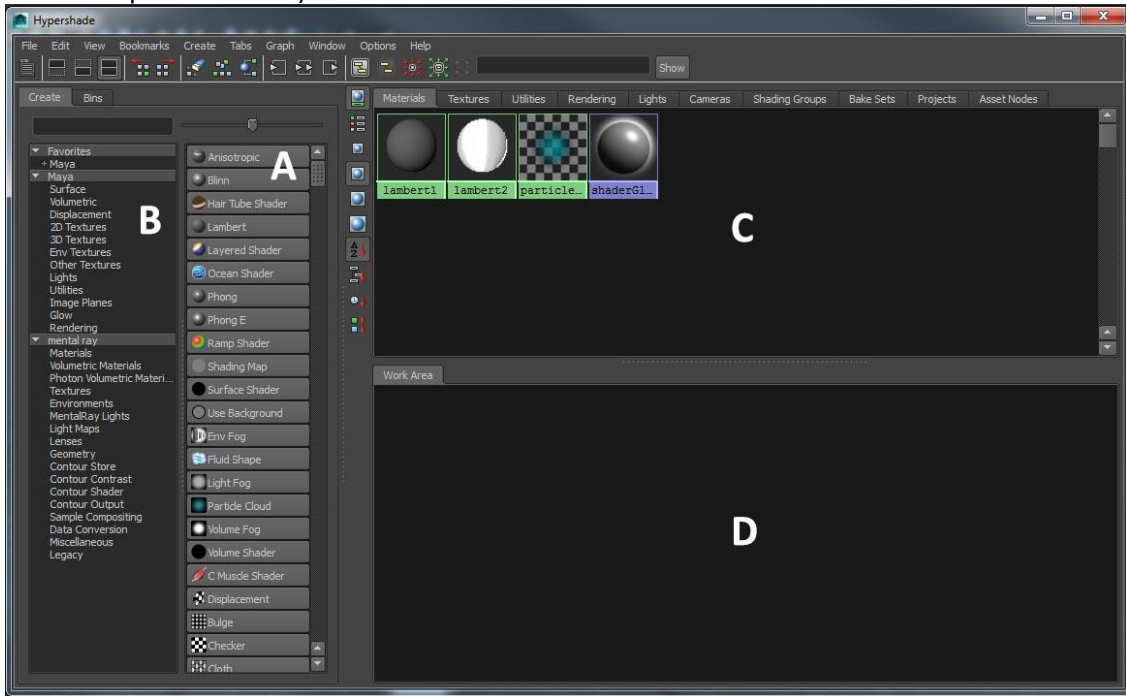 Hypershade
File Edit View Bookmarks Create Tabs Graph Window Options Help
Show
Create Bins
Materials Textures Utilities Rendering Lights Cameras Shading Groups Bake Sets Projects Asset Nodes
Favorites
+ Maya
Maya
Surface
Volumetric
Displacement
2D Textures
3D Textures
Env Textures
Other Textures
Lights
Utilities
Image Planes
Glow
Rendering
mental ray
Materials
Volumetric Materials
Photon Volumetric Materi...
Textures
Environments
MentalRay Lights
Light Maps
Lenses
Geometry
Contour Store
Contour Contrast
Contour Shader
Contour Output
Sample Compositing
Data Conversion
Miscellaneous
Legacy
B
Anisotropic
A
Blinn
Hair Tube Shader
Lambert
Layered Shader
Ocean Shader
Phong
Phong E
Ramp Shader
Shading Map
Surface Shader
Use Background
Env Fog
Fluid Shape
Light Fog
Particle Cloud
Volume Fog
Volume Shader
C Muscle Shader
Displacement
Bulge
Checker
Cloth
lambert1 lambert2 particle… shaderGl…
C
Work Area
D